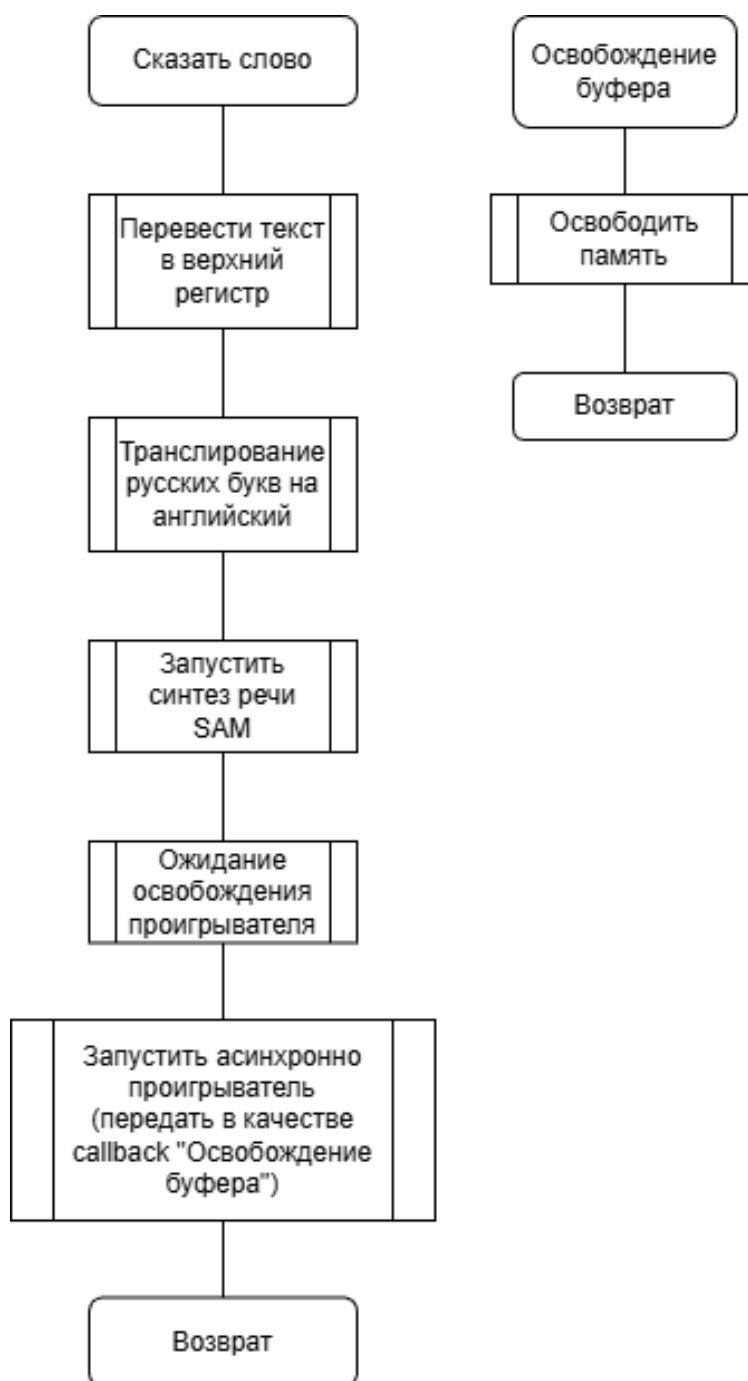 Сказать слово
Перевести текст
в верхний
регистр
Транслирование
русских букв на
английский
Запустить
синтез речи
SAM
Ожидание
освобождения
проигрывателя
Запустить асинхронно
проигрыватель
(передать в качестве
callback "Освобождение
буфера")
Возврат
Освобождение
буфера
Освободить
память
Возврат